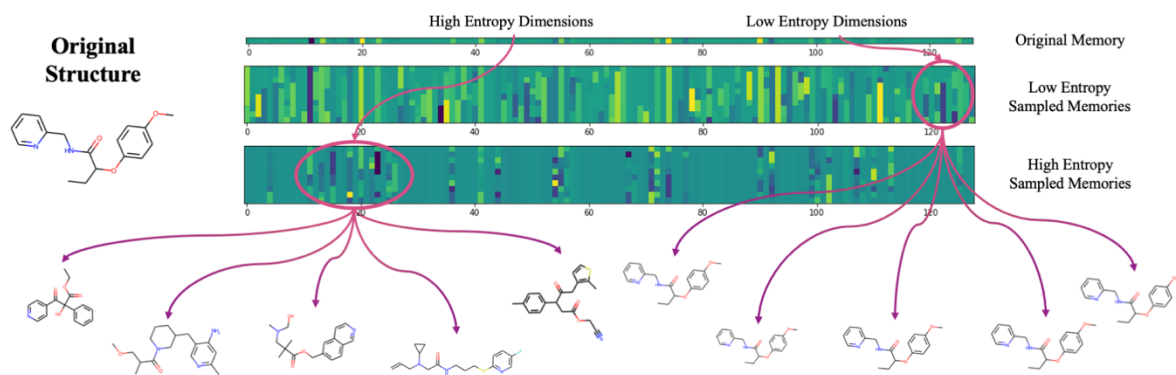 High Entropy Dimensions
Low Entropy Dimensions
Original
Structure
Original Memory
0 20 40 60 80 100 120
Low Entropy
Sampled Memories
0 20 40 60 80 100 120
High Entropy
Sampled Memories
0 20 40 60 80 100 120